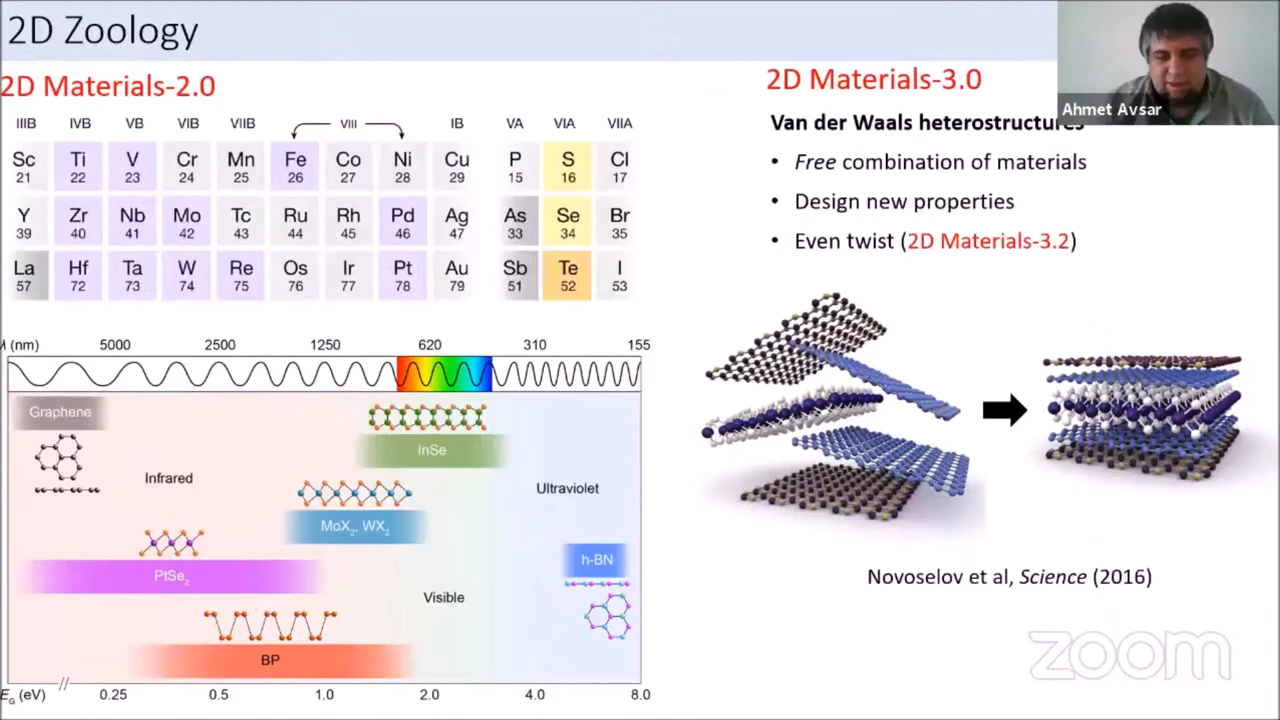 2D Zoology
2D Materials-2.0
IIIB IVB VB VIB VIIB VIII IB VA VIA VIIA
Sc Ti V Cr Mn Fe Co Ni Cu P S Cl
21 22 23 24 25 26 27 28 29 15 16 17
Y Zr Nb Mo Tc Ru Rh Pd Ag As Se Br
39 40 41 42 43 44 45 46 47 33 34 35
La Hf Ta W Re Os Ir Pt Au Sb Te I
57 72 73 74 75 76 77 78 79 51 52 53
λ (nm) 5000 2500 1250 620 310 155
Graphene
InSe
Infrared
Ultraviolet
MoX₂, WX₂
h-BN
PtSe₂
Visible
BP
E_G (eV) 0.25 0.5 1.0 2.0 4.0 8.0
2D Materials-3.0
Van der Waals heterostructures
• Free combination of materials
• Design new properties
• Even twist (2D Materials-3.2)
Novoselov et al, Science (2016)
Ahmet Avsar
zoom